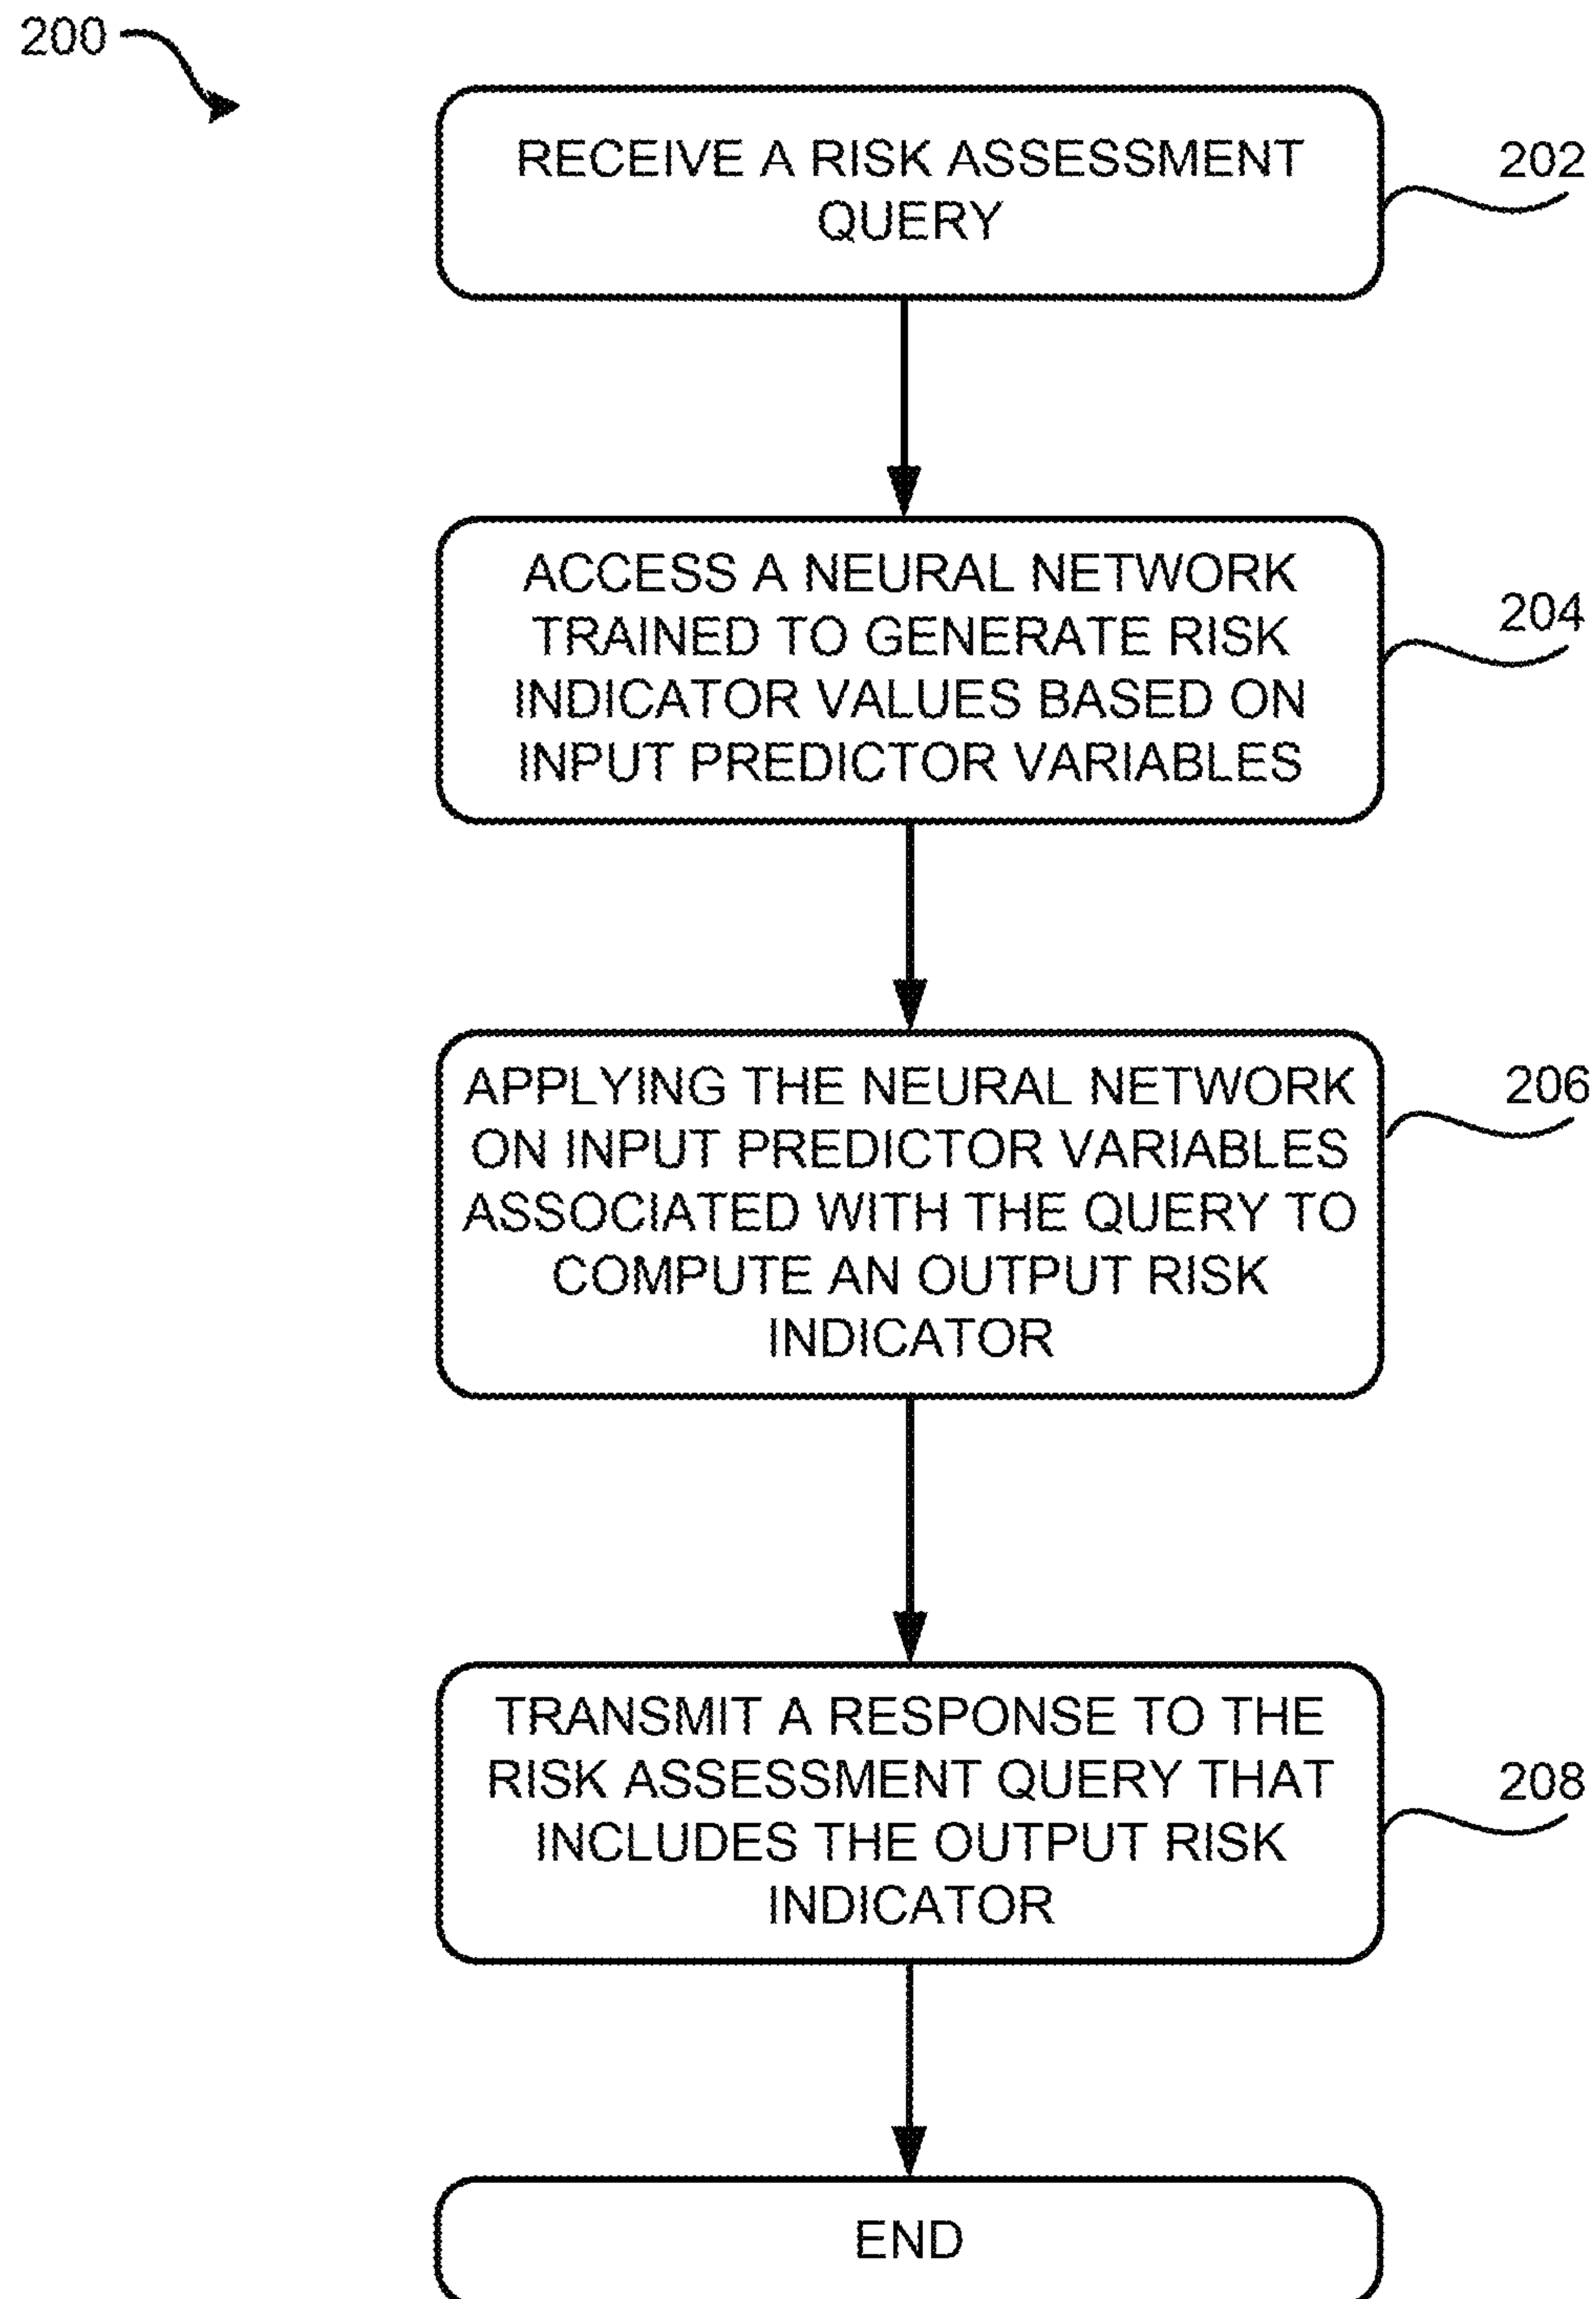 200
RECEIVE A RISK ASSESSMENT
QUERY
202
ACCESS A NEURAL NETWORK
TRAINED TO GENERATE RISK
INDICATOR VALUES BASED ON
INPUT PREDICTOR VARIABLES
204
APPLYING THE NEURAL NETWORK
ON INPUT PREDICTOR VARIABLES
ASSOCIATED WITH THE QUERY TO
COMPUTE AN OUTPUT RISK
INDICATOR
206
TRANSMIT A RESPONSE TO THE
RISK ASSESSMENT QUERY THAT
INCLUDES THE OUTPUT RISK
INDICATOR
208
END